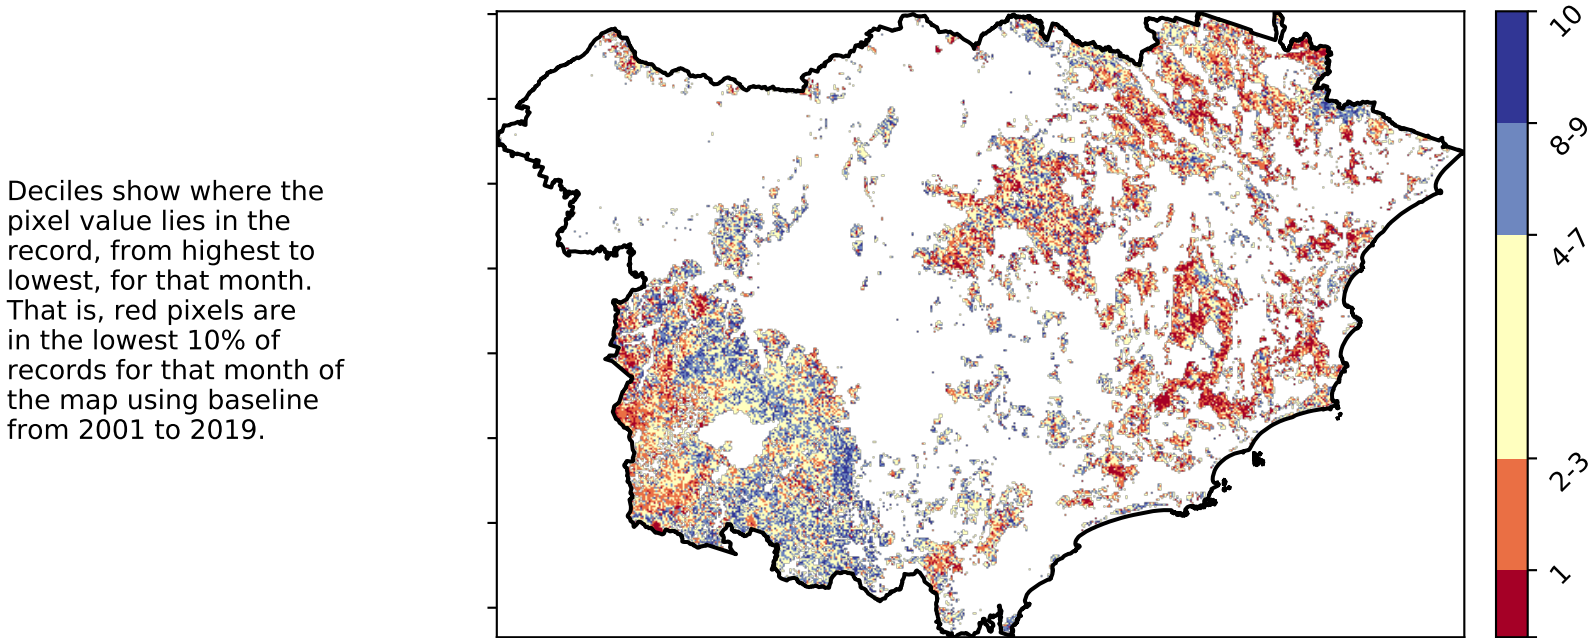 Deciles show where the
pixel value lies in the
record, from highest to
lowest, for that month.
That is, red pixels are
in the lowest 10% of
records for that month of
the map using baseline
from 2001 to 2019.
10
8-9
4-7
2-3
1